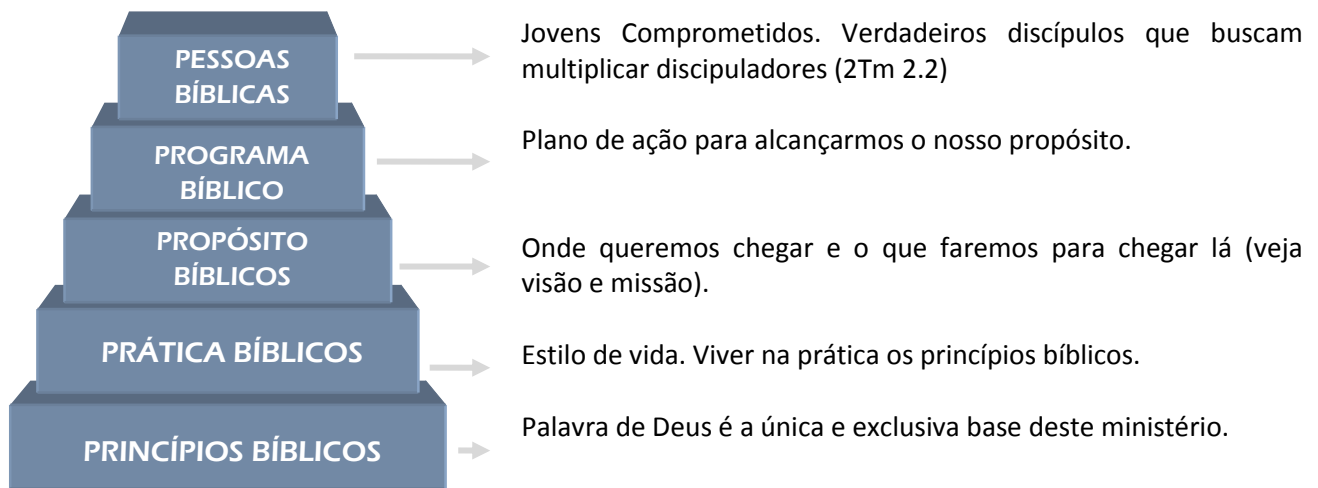 PESSOAS
BÍBLICAS
Jovens Comprometidos. Verdadeiros discípulos que buscam
multiplicar discipuladores (2Tm 2.2)
PROGRAMA
BÍBLICO
Plano de ação para alcançarmos o nosso propósito.
PROPÓSITO
BÍBLICOS
Onde queremos chegar e o que faremos para chegar lá (veja
visão e missão).
PRÁTICA BÍBLICOS
Estilo de vida. Viver na prática os princípios bíblicos.
PRINCÍPIOS BÍBLICOS
Palavra de Deus é a única e exclusiva base deste ministério.